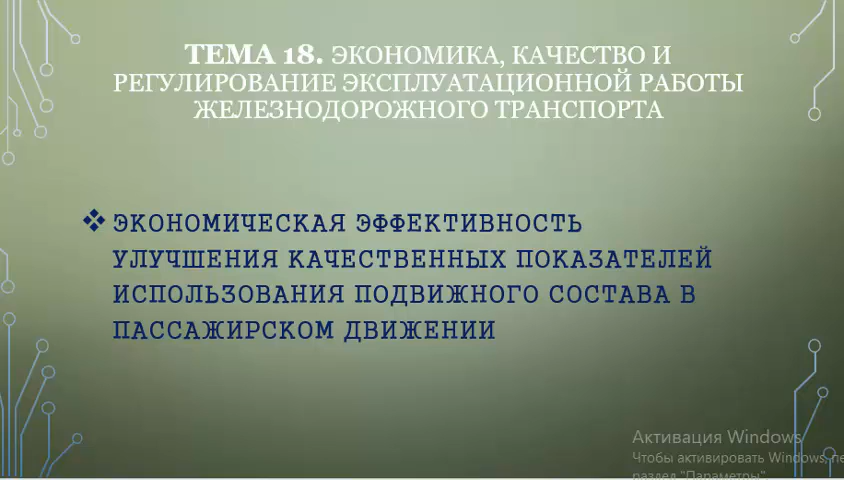 ТЕМА 18. ЭКОНОМИКА, КАЧЕСТВО И
РЕГУЛИРОВАНИЕ ЭКСПЛУАТАЦИОННОЙ РАБОТЫ
ЖЕЛЕЗНОДОРОЖНОГО ТРАНСПОРТА
ЭКОНОМИЧЕСКАЯ ЭФФЕКТИВНОСТЬ
УЛУЧШЕНИЯ КАЧЕСТВЕННЫХ ПОКАЗАТЕЛЕЙ
ИСПОЛЬЗОВАНИЯ ПОДВИЖНОГО СОСТАВА В
ПАССАЖИРСКОМ ДВИЖЕНИИ
Активация Windows
Чтобы активировать Windows, пе
раздел "Параметры".